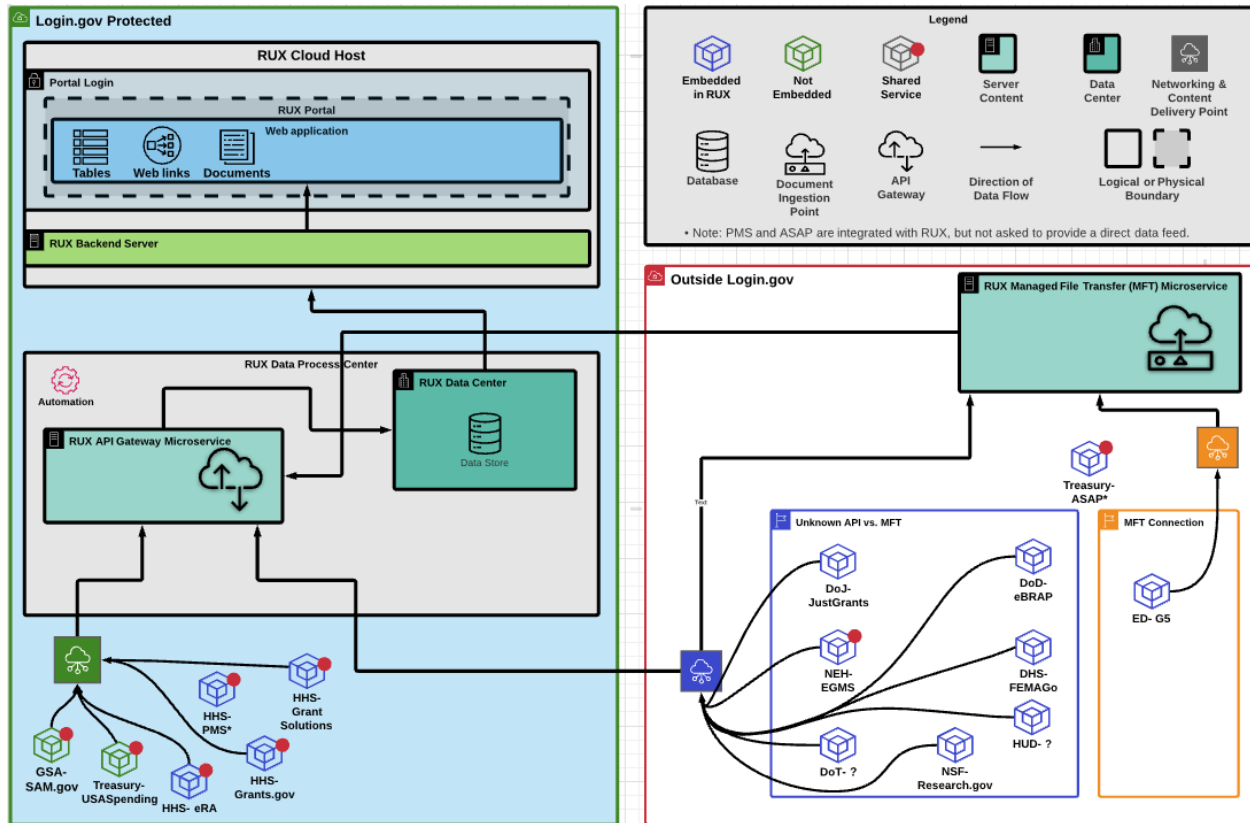 Login.gov Protected
RUX Cloud Host
Portal Login
RUX Portal
Web application
Tables
Web links
Documents
RUX Backend Server
RUX Data Process Center
Automation
RUX API Gateway Microservice
RUX Data Center
Data Store
HHS-
Grant
Solutions
HHS-
PMS*
GSA-
SAM.gov
Treasury-
USASpending
HHS- eRA
HHS-
Grants.gov
Legend
Embedded
in RUX
Not
Embedded
Shared
Service
Server
Content
Data
Center
Networking &
Content
Delivery Point
Database
Document
Ingestion
Point
API
Gateway
Direction of
Data Flow
Logical or Physical
Boundary
• Note: PMS and ASAP are integrated with RUX, but not asked to provide a direct data feed.
Outside Login.gov
RUX Managed File Transfer (MFT) Microservice
Treasury-
ASAP*
Text
Unknown API vs. MFT
DoJ-
JustGrants
DoD-
eBRAP
NEH-
EGMS
DHS-
FEMAGo
HUD- ?
DoT- ?
NSF-
Research.gov
MFT Connection
ED- G5